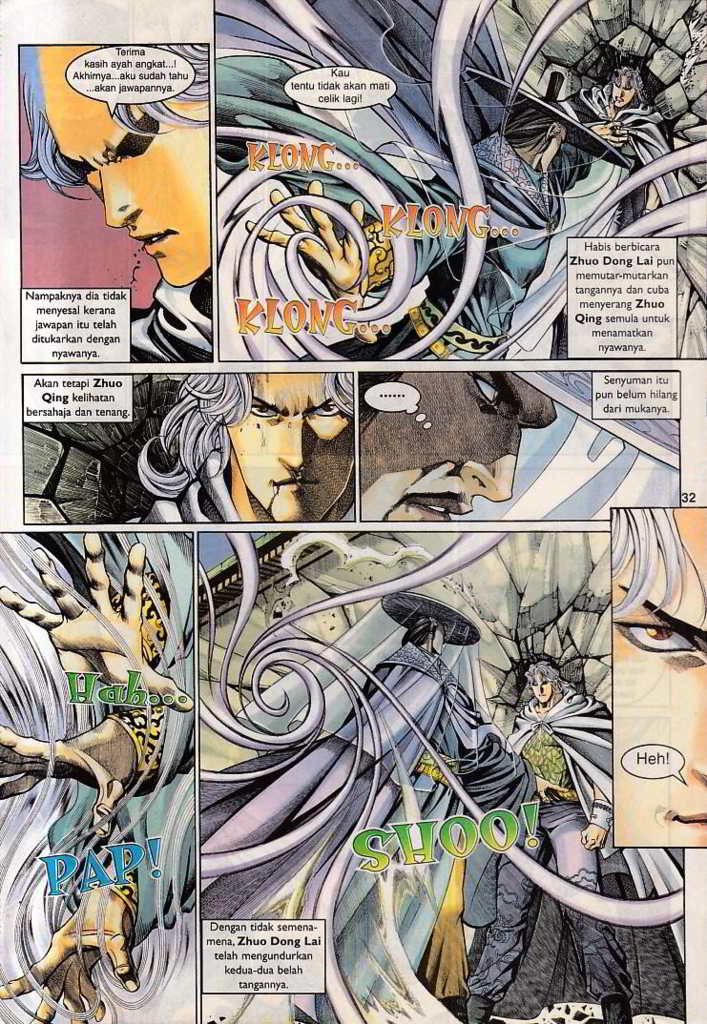 Terima
kasih ayah angkat...!
Akhirnya...aku sudah tahu
...akan jawapannya.
Nampaknya dia tidak
menyesal kerana
jawapan itu telah
ditukarkan dengan
nyawanya.
Kau
tentu tidak akan mati
celik lagi!
KLONG...
KLONG...
KLONG...
Habis berbicara
Zhuo Dong Lai pun
memutar-mutarkan
tangannya dan cuba
menyerang Zhuo
Qing semula untuk
menamatkan
nyawanya.
Akan tetapi Zhuo
Qing kelihatan
bersahaja dan tenang.
......
Senyuman itu
pun belum hilang
dari mukanya.
32
Hah...
PAP!
SHOO!
Dengan tidak semena-
mena, Zhuo Dong Lai
telah mengundurkan
kedua-dua belah
tangannya.
Heh!